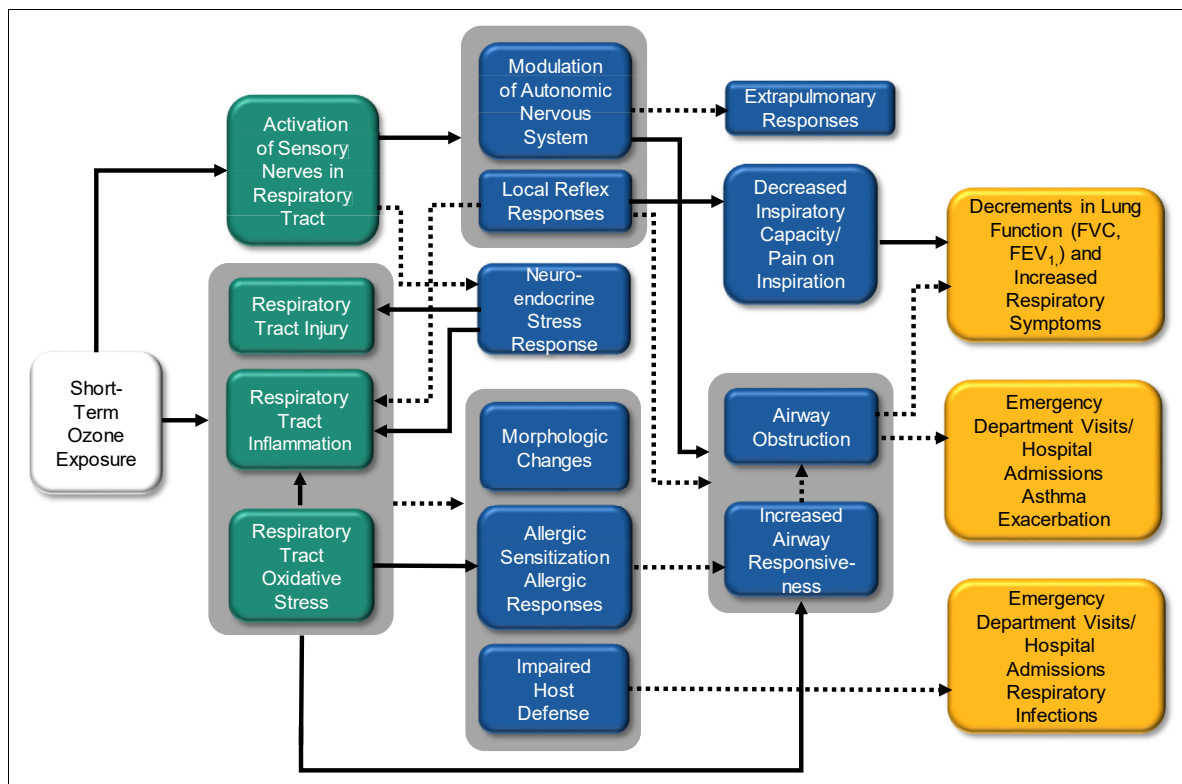 Short-
Term
Ozone
Exposure
Activation
of Sensory
Nerves in
Respiratory
Tract
Respiratory
Tract Injury
Respiratory
Tract
Inflammation
Respiratory
Tract
Oxidative
Stress
Modulation
of Autonomic
Nervous
System
Local Reflex
Responses
Neuro-
endocrine
Stress
Response
Morphologic
Changes
Allergic
Sensitization
Allergic
Responses
Impaired
Host
Defense
Extrapulmonary
Responses
Decreased
Inspiratory
Capacity/
Pain on
Inspiration
Airway
Obstruction
Increased
Airway
Responsive-
ness
Decrements in Lung
Function (FVC,
FEV1,) and
Increased
Respiratory
Symptoms
Emergency
Department Visits/
Hospital
Admissions
Asthma
Exacerbation
Emergency
Department Visits/
Hospital
Admissions
Respiratory
Infections